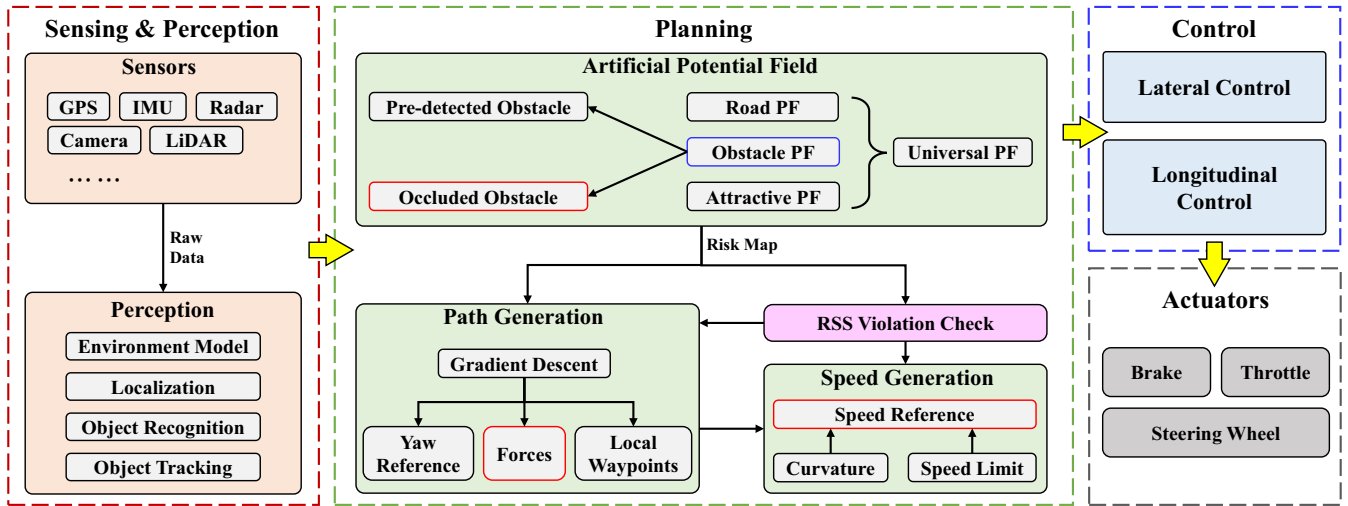 Sensing & Perception
Sensors
GPS
IMU
Radar
Camera
LiDAR
... ...
Raw
Data
Perception
Environment Model
Localization
Object Recognition
Object Tracking
Planning
Artificial Potential Field
Pre-detected Obstacle
Road PF
Obstacle PF
Universal PF
Occluded Obstacle
Attractive PF
Risk Map
Path Generation
Gradient Descent
Yaw
Reference
Forces
Local
Waypoints
RSS Violation Check
Speed Generation
Speed Reference
Curvature
Speed Limit
Control
Lateral Control
Longitudinal
Control
Actuators
Brake
Throttle
Steering Wheel